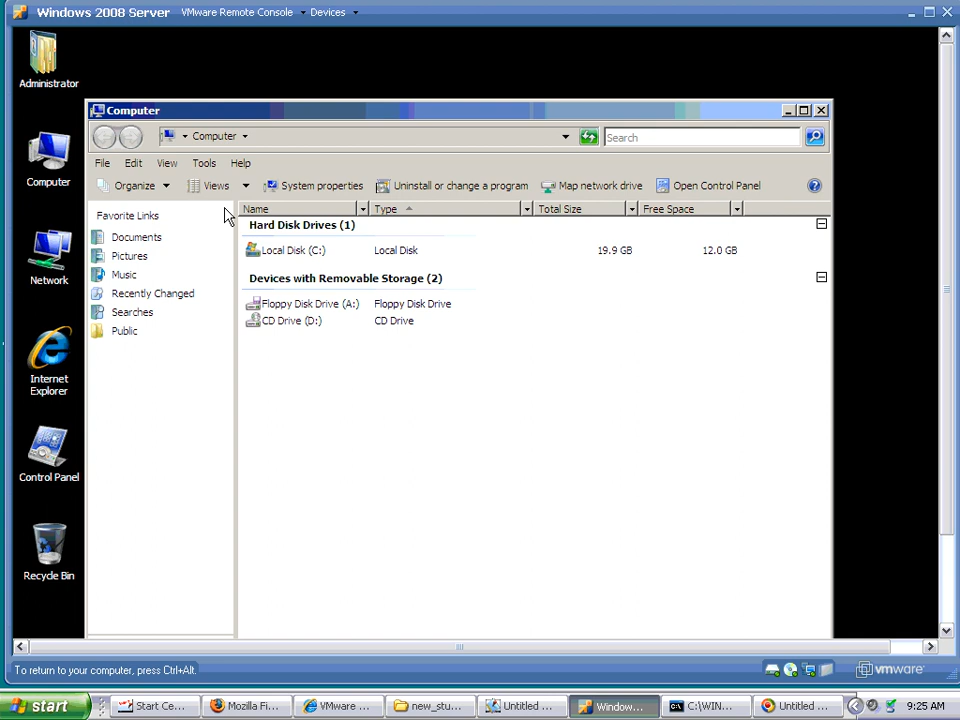 Windows 2008 Server VMware Remote Console Devices
Administrator
Computer
Network
Internet
Explorer
Control Panel
Recycle Bin
Computer
Computer
Search
File Edit View Tools Help
Organize Views System properties Uninstall or change a program Map network drive Open Control Panel
Favorite Links
Documents
Pictures
Music
Recently Changed
Searches
Public
Name Type Total Size Free Space
Hard Disk Drives (1)
Local Disk (C:) Local Disk 19.9 GB 12.0 GB
Devices with Removable Storage (2)
Floppy Disk Drive (A:) Floppy Disk Drive
CD Drive (D:) CD Drive
To return to your computer, press Ctrl+Alt.
vmware
start Start Ce... Mozilla Fi... VMware ... new_stu... Untitled ... Window... C:\WIN... Untitled ... 9:25 AM